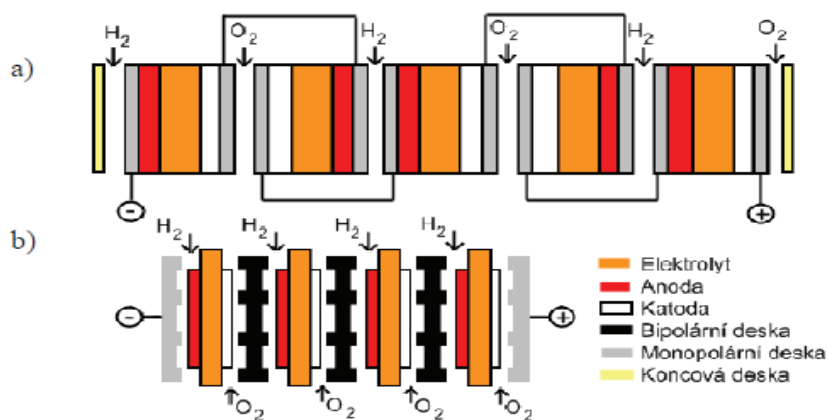 H2 O2 H2 O2 H2 O2
a)
- +
b)
H2 H2 H2 H2
- +
O2 O2 O2 O2
Elektrolyt
Anoda
Katoda
Bipolární deska
Monopolární deska
Koncová deska